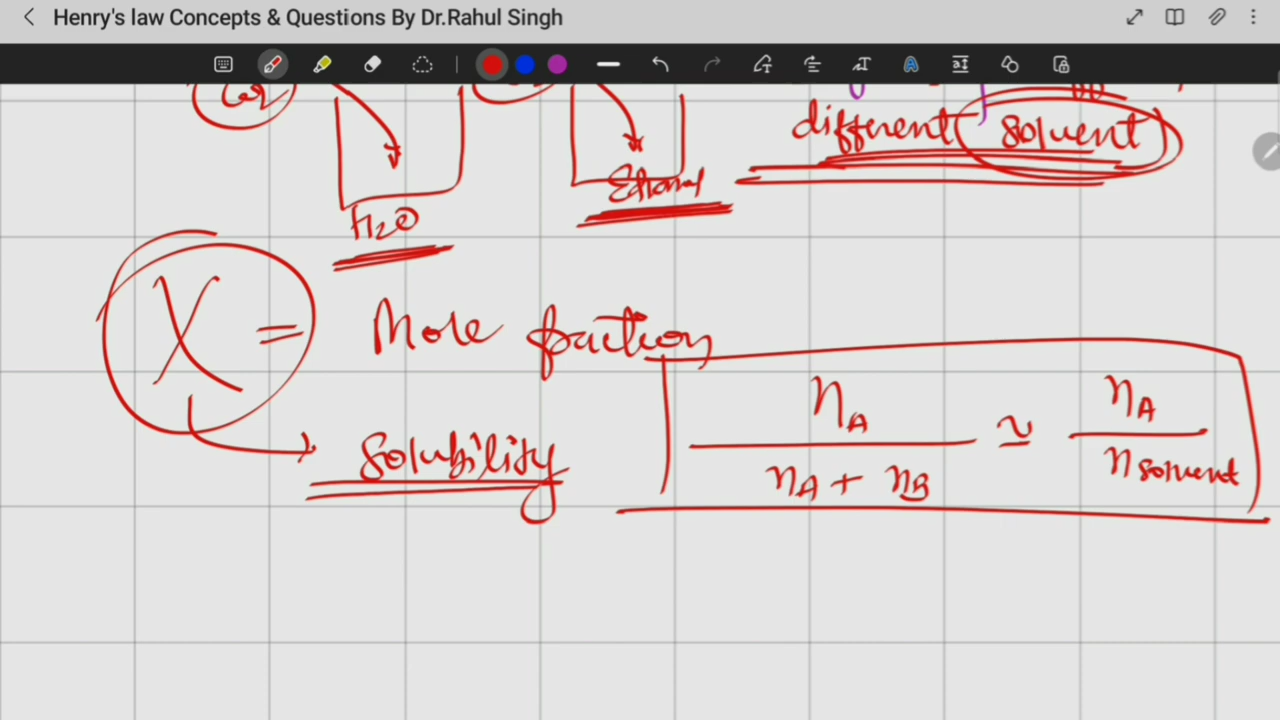 Henry's law Concepts & Questions By Dr.Rahul Singh
different solvent
H2O
Ethanol
X = Mole fraction
Solubility
nA / nA + nB ≃ nA / n solvent